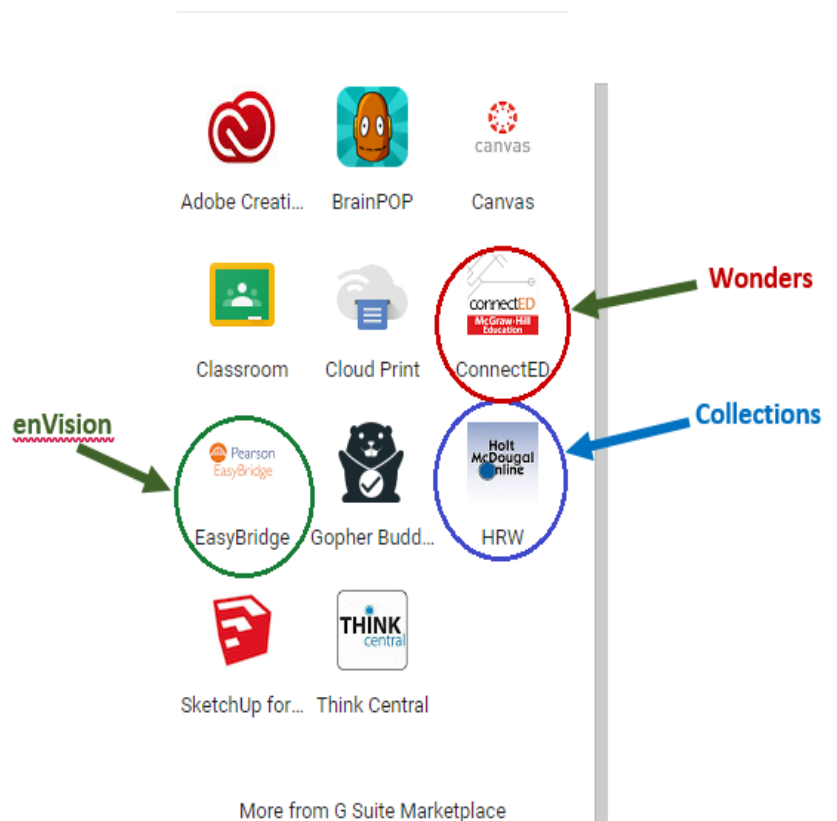 canvas
Adobe Creati... BrainPOP Canvas
connectED
McGraw-Hill
Education
Wonders
Classroom Cloud Print ConnectED
enVision
Pearson
EasyBridge
Holt
McDougal
Online
Collections
EasyBridge Gopher Budd... HRW
THINK
central
SketchUp for... Think Central
More from G Suite Marketplace